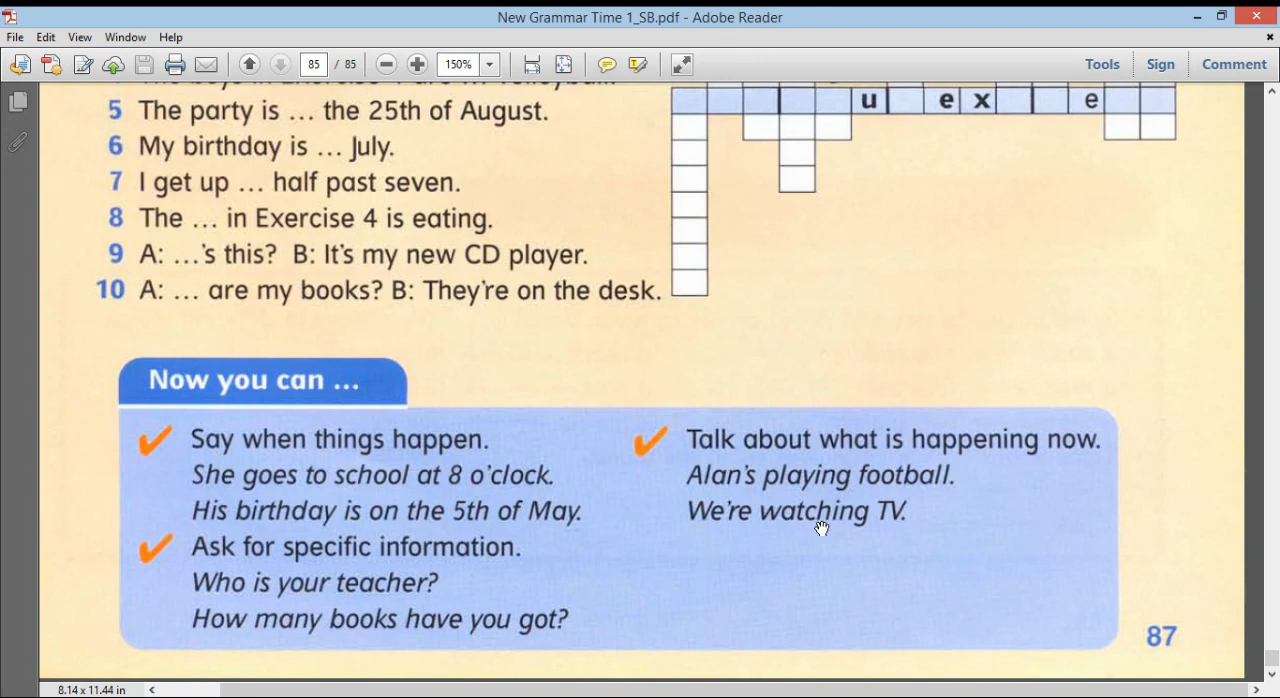 New Grammar Time 1_SB.pdf - Adobe Reader
File Edit View Window Help
85 / 85 150% Tools Sign Comment
5 The party is ... the 25th of August.
6 My birthday is ... July.
7 I get up ... half past seven.
8 The ... in Exercise 4 is eating.
9 A: ...'s this? B: It's my new CD player.
10 A: ... are my books? B: They're on the desk.
u e x e
Now you can ...
Say when things happen.
She goes to school at 8 o'clock.
His birthday is on the 5th of May.
Ask for specific information.
Who is your teacher?
How many books have you got?
Talk about what is happening now.
Alan's playing football.
We're watching TV.
87
8.14 x 11.44 in